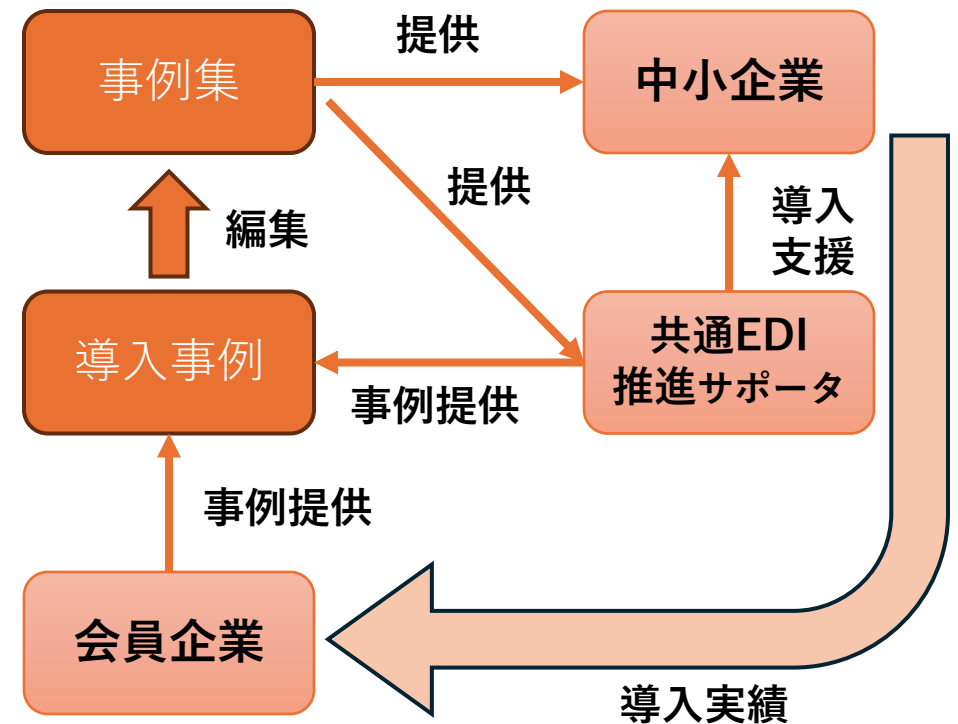 事例集
提供
中小企業
提供
編集
導入
支援
導入事例
共通EDI
推進サポータ
事例提供
事例提供
会員企業
導入実績